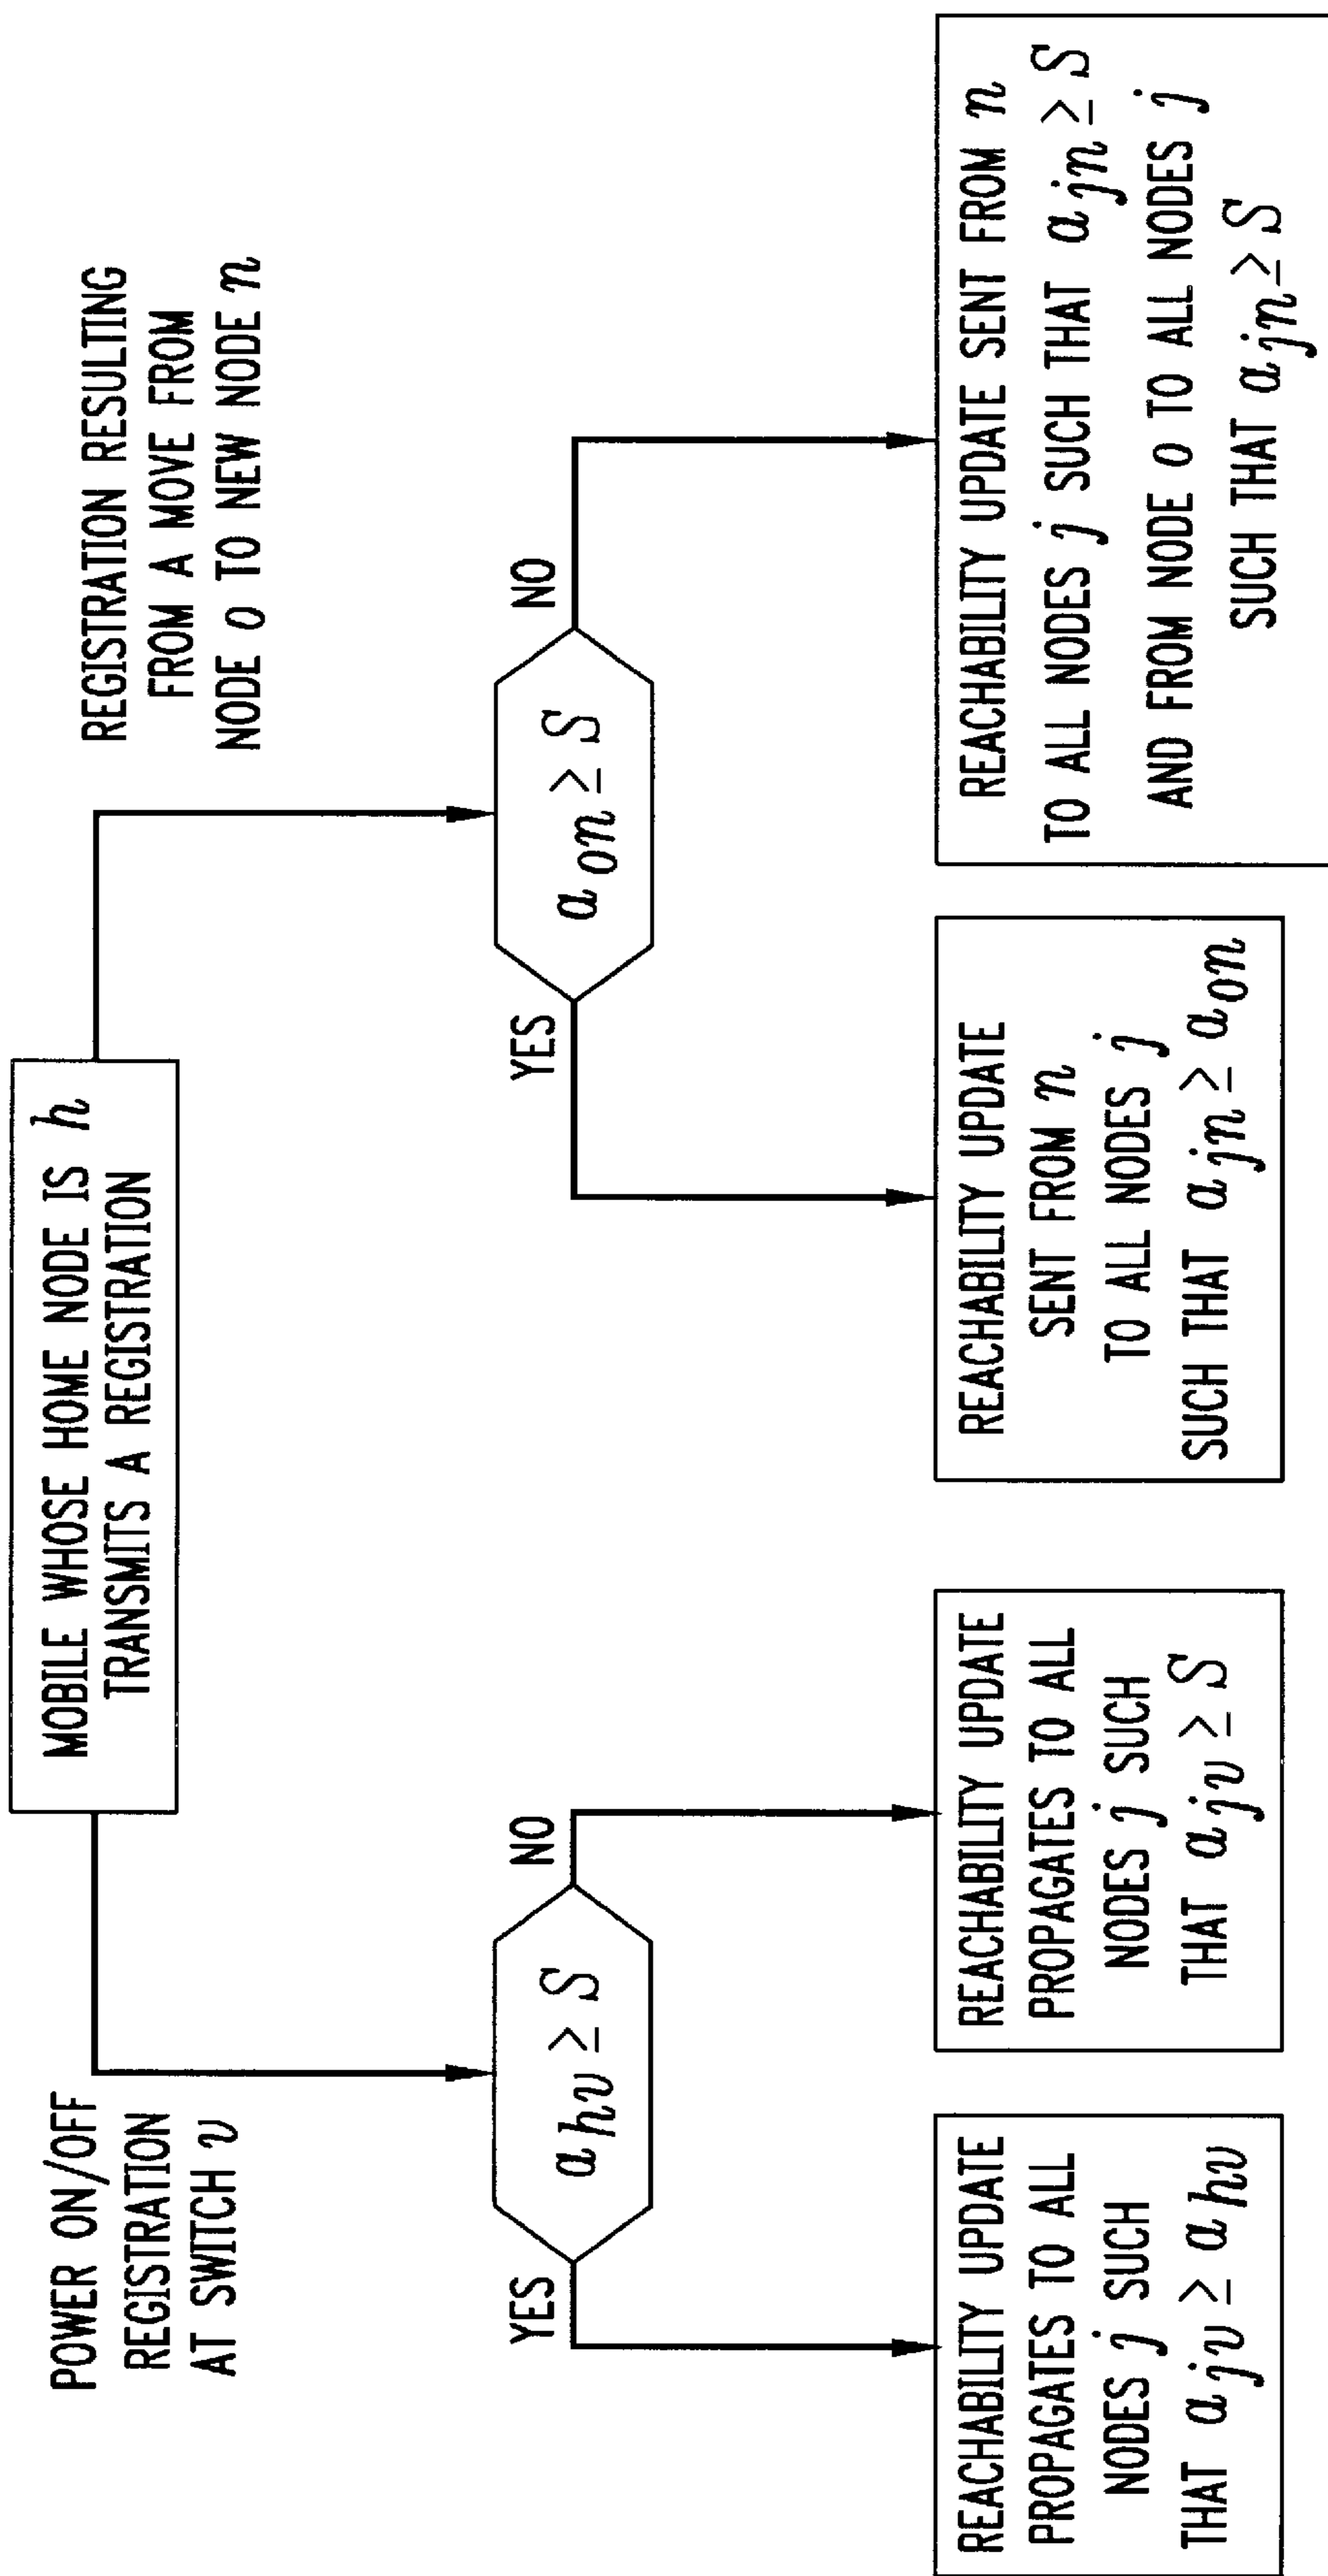 MOBILE WHOSE HOME NODE IS h
TRANSMITS A REGISTRATION
POWER ON/OFF
REGISTRATION
AT SWITCH v
REGISTRATION RESULTING
FROM A MOVE FROM
NODE o TO NEW NODE n
a_hv ≥ S
YES
NO
a_on ≥ S
YES
NO
REACHABILITY UPDATE
PROPAGATES TO ALL
NODES j SUCH
THAT a_jv ≥ a_hv
REACHABILITY UPDATE
PROPAGATES TO ALL
NODES j SUCH
THAT a_jv ≥ S
REACHABILITY UPDATE
SENT FROM n
TO ALL NODES j
SUCH THAT a_jn ≥ a_on
REACHABILITY UPDATE SENT FROM n
TO ALL NODES j SUCH THAT a_jn ≥ S
AND FROM NODE o TO ALL NODES j
SUCH THAT a_jn ≥ S